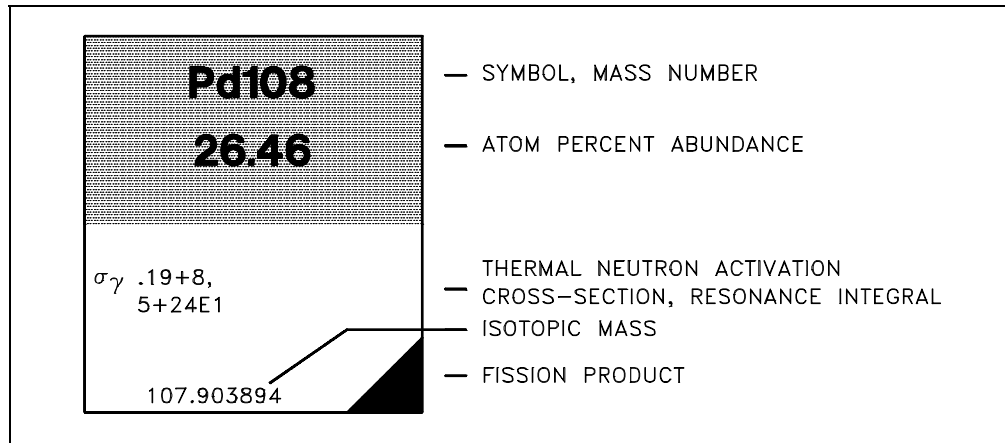 Pd108
26.46
σγ .19+8,
5+24E1
107.903894
SYMBOL, MASS NUMBER
ATOM PERCENT ABUNDANCE
THERMAL NEUTRON ACTIVATION
CROSS-SECTION, RESONANCE INTEGRAL
ISOTOPIC MASS
FISSION PRODUCT